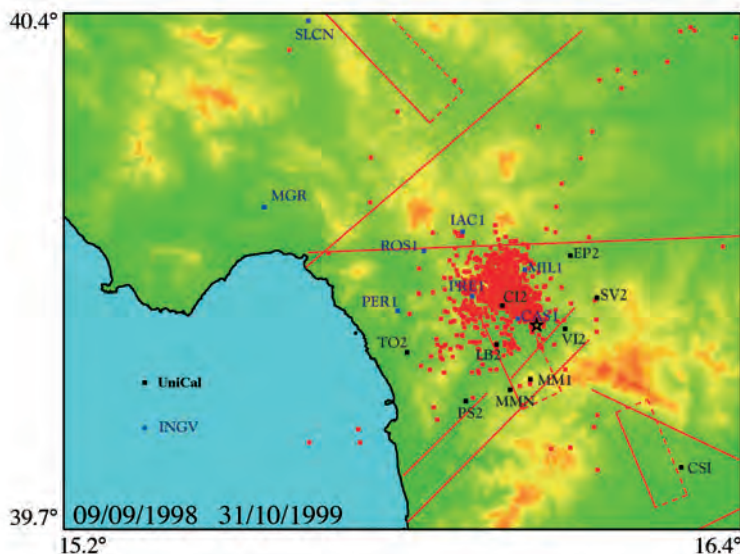 40.4°
SLCN
MGR
IAC1
ROS1
EP2
MIL1
PRE1
CI2
SV2
PER1
CAS1
VI2
TO2
LB2
UniCal
MM1
MMN
PS2
INGV
CSI
09/09/1998 31/10/1999
39.7°
15.2°
16.4°